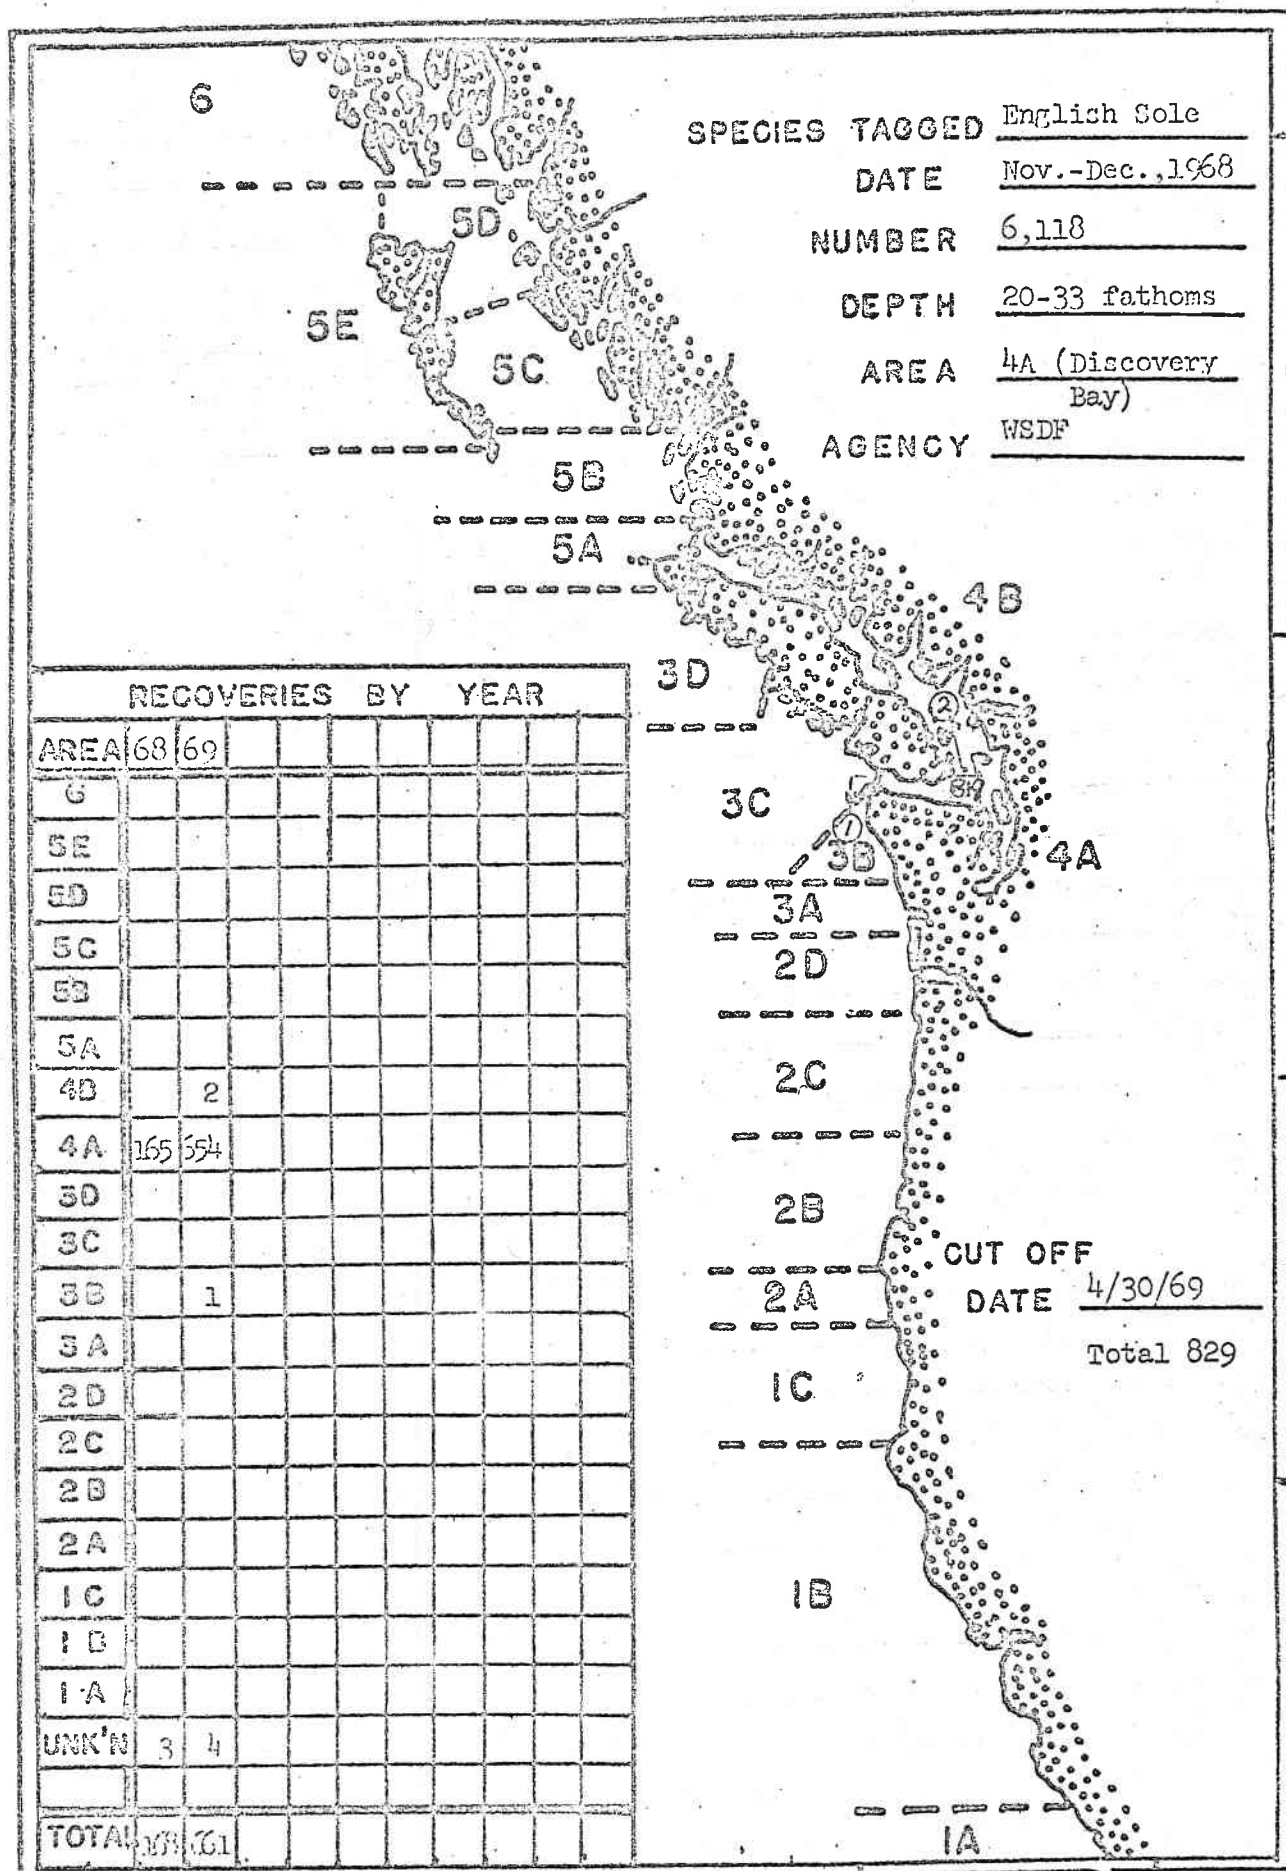 6
SPECIES TAGGED English Sole
DATE Nov.-Dec.,1968
NUMBER 6,118
DEPTH 20-33 fathoms
AREA 4A (Discovery
Bay)
AGENCY WSDF
5D
5E
5C
5B
5A
4B
3D
2
3C
1
3B
4A
3A
2D
2C
2B
2A
1C
1B
1A
CUT OFF
DATE 4/30/69
Total 829
RECOVERIES BY YEAR
AREA 68 69
6
5E
5D
5C
5B
5A
4B 2
4A 165 654
3D
3C
3B 1
3A
2D
2C
2B
2A
1C
1B
1A
UNK'N 3 4
TOTAL 168 661